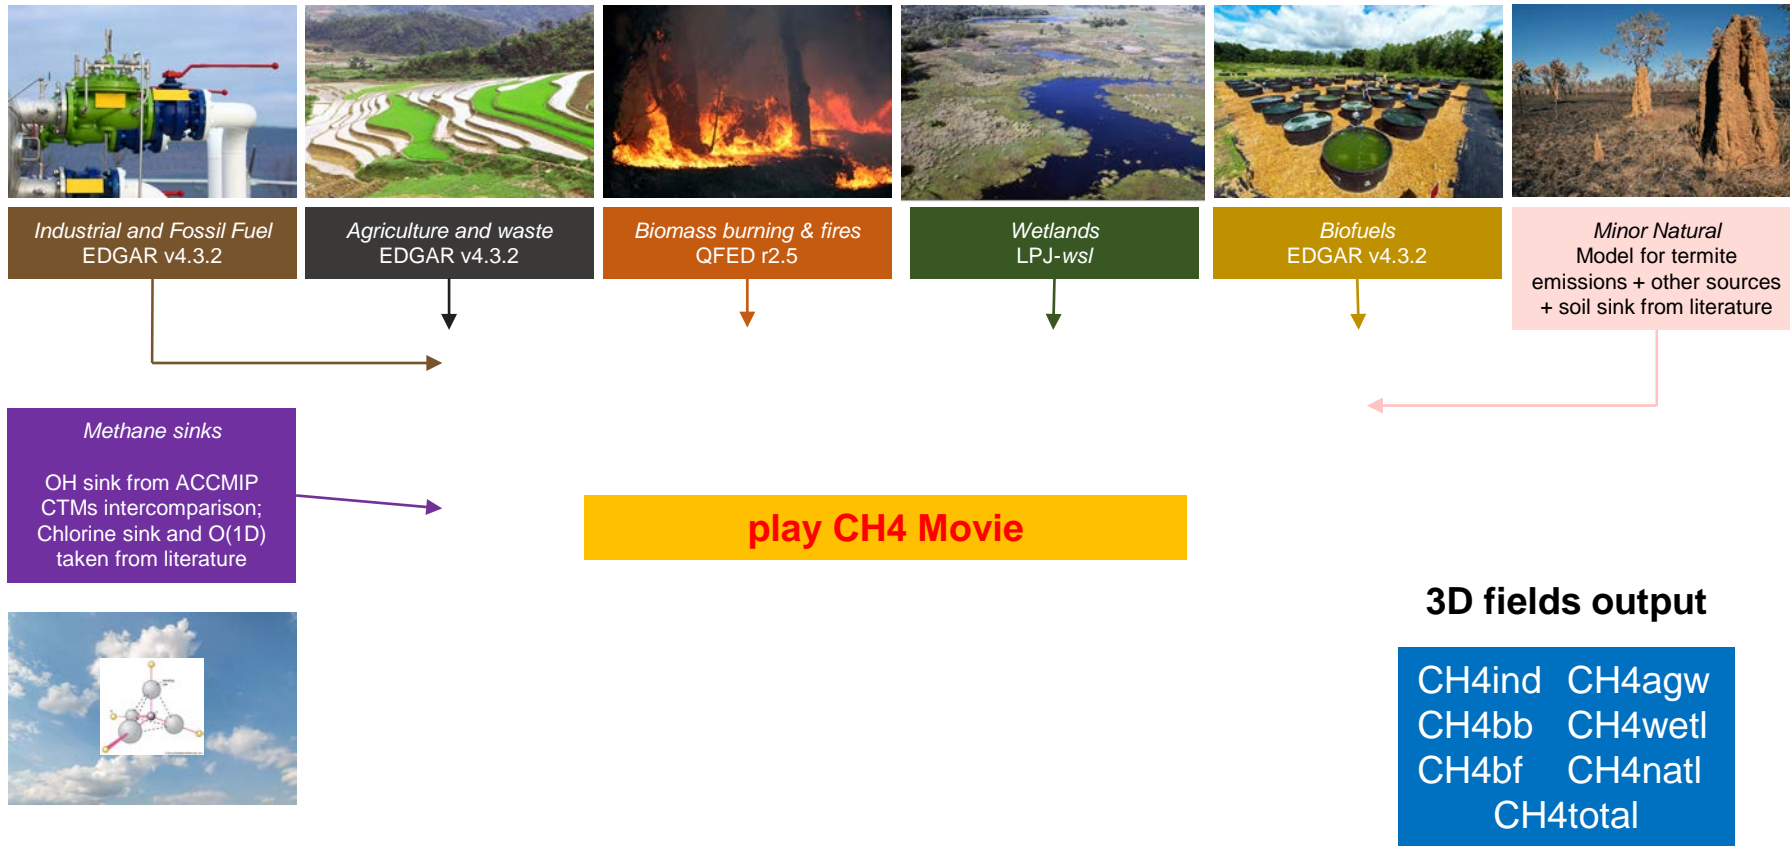 Industrial and Fossil Fuel
EDGAR v4.3.2
Agriculture and waste
EDGAR v4.3.2
Biomass burning & fires
QFED r2.5
Wetlands
LPJ-wsl
Biofuels
EDGAR v4.3.2
Minor Natural
Model for termite
emissions + other sources
+ soil sink from literature
Methane sinks
OH sink from ACCMIP
CTMs intercomparison;
Chlorine sink and O(1D)
taken from literature
play CH4 Movie
3D fields output
CH4ind CH4agw
CH4bb CH4wetl
CH4bf CH4natl
CH4total